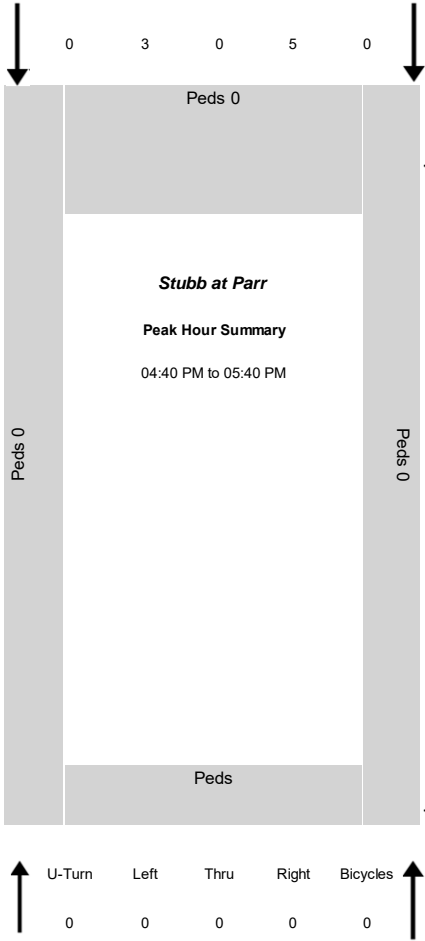 0 3 0 5 0
Peds 0
Stubb at Parr
Peak Hour Summary
04:40 PM to 05:40 PM
Peds 0
Peds 0
Peds
U-Turn Left Thru Right Bicycles
0 0 0 0 0